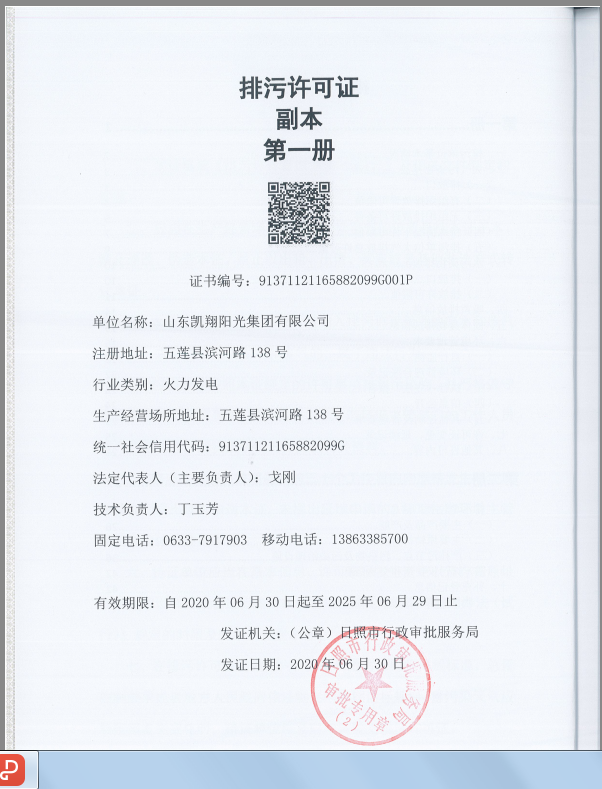 排污许可证
副本
第一册
证书编号：91371121165882099G001P
单位名称：山东凯翔阳光集团有限公司
注册地址：五莲县滨河路 138 号
行业类别：火力发电
生产经营场所地址：五莲县滨河路 138 号
统一社会信用代码：91371121165882099G
法定代表人（主要负责人）：戈刚
技术负责人：丁玉芳
固定电话：0633-7917903 移动电话：13863385700
有效期限：自 2020 年 06 月 30 日起至 2025 年 06 月 29 日止
发证机关：（公章）日照市行政审批服务局
发证日期：2020 年 06 月 30 日
日照市行政审批服务局
审批专用章
（2）